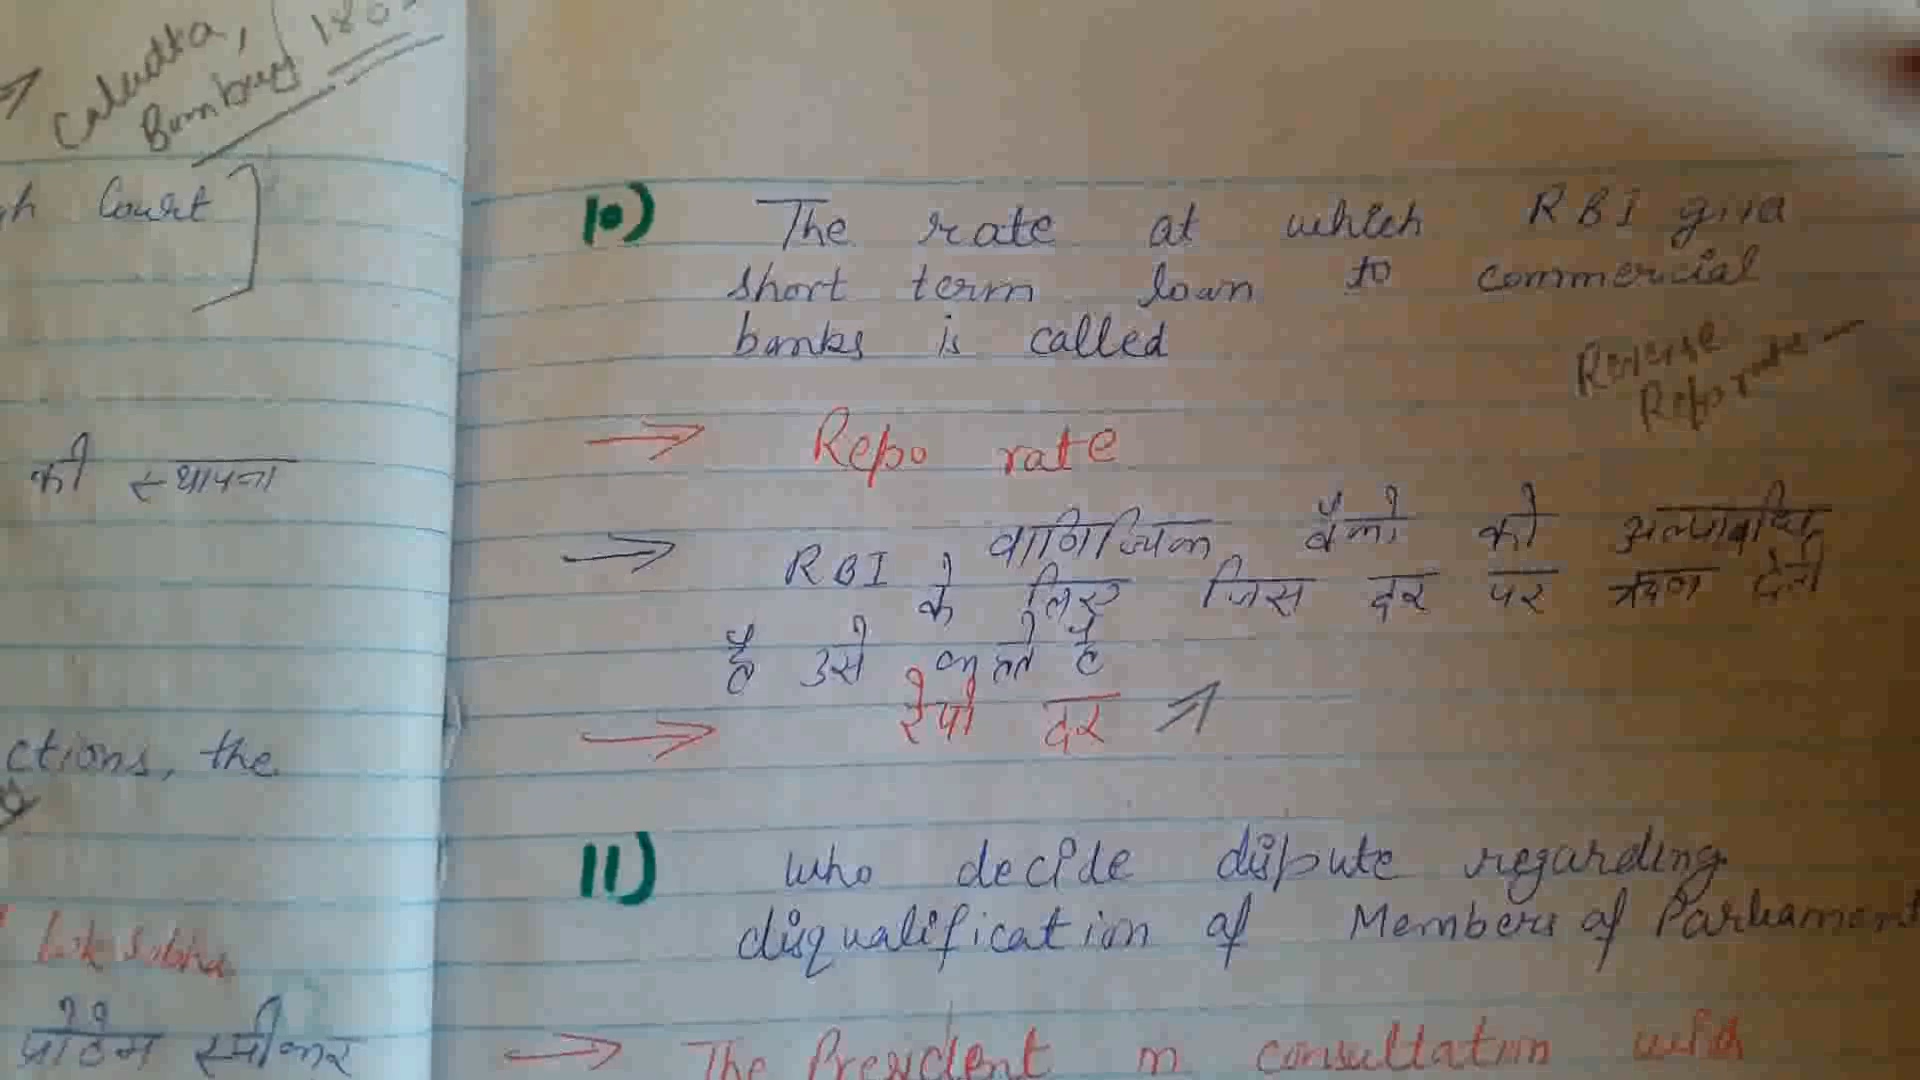 Calcutta,
Bombay
Court
की स्थापना
ctions, the
Lok sabha
प्रोटेम स्पीकर
10) The rate at which RBI give
short term loan to commercial
banks is called
Reverse
Repo rate
→ Repo rate
→ RBI वाणिज्यिक बैंको को अल्पावधि
के लिए जिस दर पर ऋण देती
है उसे कहते है
→ रेपो दर
11) who decide dispute regarding
disqualification of Members of Parliament
→ The President in consultation with